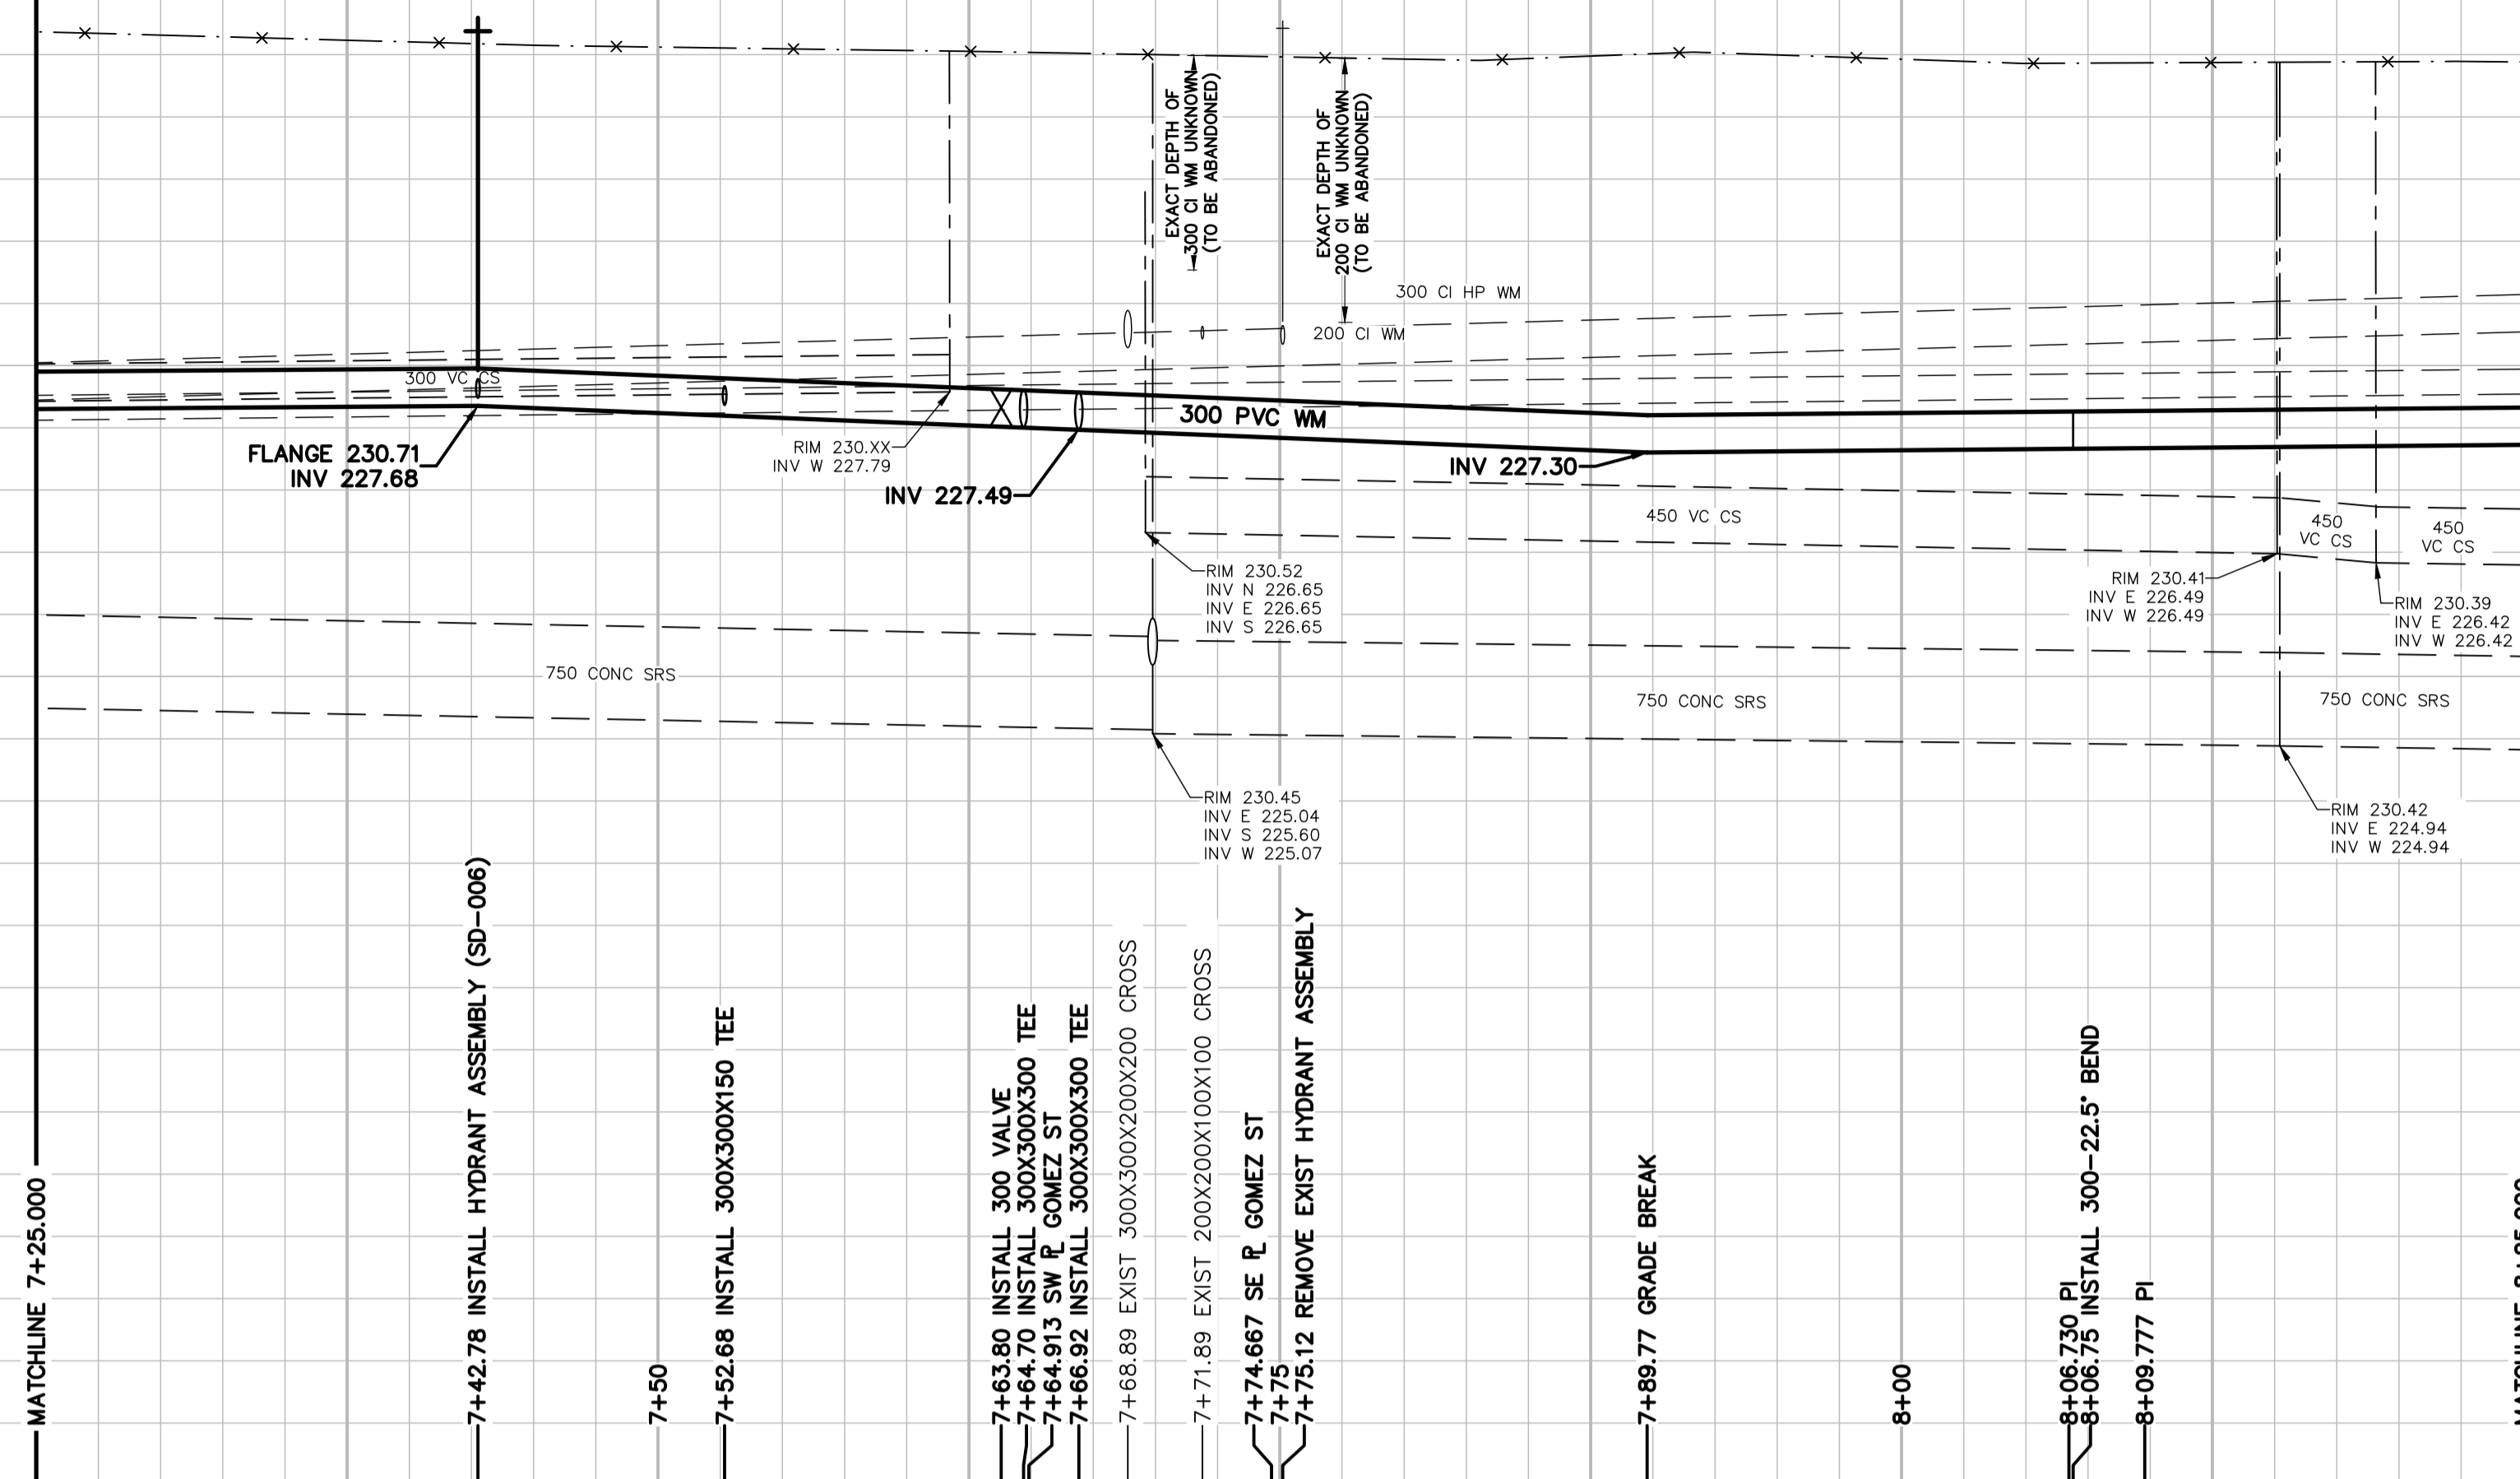 EXACT DEPTH OF
300 CI WM UNKNOWN
(TO BE ABANDONED)
EXACT DEPTH OF
200 CI WM UNKNOWN
(TO BE ABANDONED)
300 CI HP WM
200 CI WM
300 VC CS
300 PVC WM
FLANGE 230.71
INV 227.68
RIM 230.XX
INV W 227.79
INV 227.49
INV 227.30
450 VC CS
450
VC CS
450
VC CS
RIM 230.52
INV N 226.65
INV E 226.65
INV S 226.65
RIM 230.41
INV E 226.49
INV W 226.49
RIM 230.39
INV E 226.42
INV W 226.42
750 CONC SRS
750 CONC SRS
750 CONC SRS
RIM 230.45
INV E 225.04
INV S 225.60
INV W 225.07
RIM 230.42
INV E 224.94
INV W 224.94
MATCHLINE 7+25.000
7+42.78 INSTALL HYDRANT ASSEMBLY (SD-006)
7+50
7+52.68 INSTALL 300X300X150 TEE
7+63.80 INSTALL 300 VALVE
7+64.70 INSTALL 300X300X300 TEE
7+64.913 SW PL GOMEZ ST
7+66.92 INSTALL 300X300X300 TEE
7+68.89 EXIST 300X300X200X200 CROSS
7+71.89 EXIST 200X200X100X100 CROSS
7+74.667 SE PL GOMEZ ST
7+75
7+75.12 REMOVE EXIST HYDRANT ASSEMBLY
7+89.77 GRADE BREAK
8+00
8+06.730 PI
8+06.75 INSTALL 300-22.5° BEND
8+09.777 PI